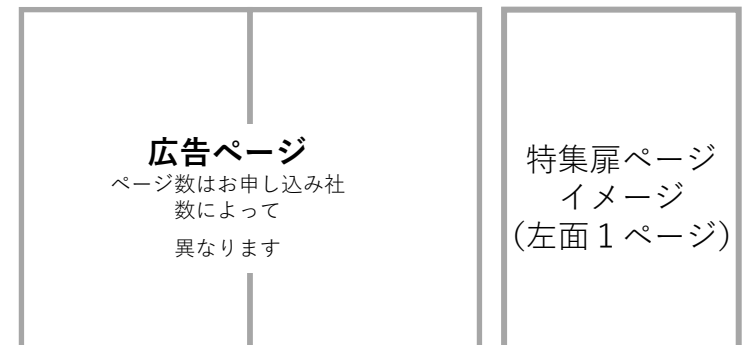 広告ページ
ページ数はお申し込み社
数によって
異なります
特集扉ページ
イメージ
(左面１ページ)